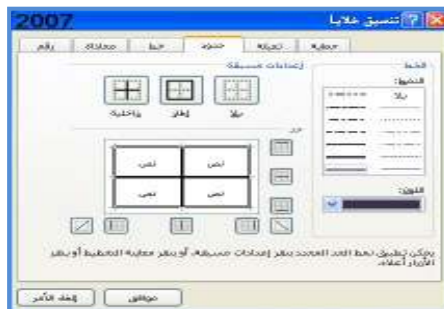 2007
تنسيق خلايا
رقم محاذاة خط حدود تعبئة حماية
الخط
النمط:
بلا
اللون:
إعدادات مسبقة
بلا إطار داخلية
حد
نص نص
نص نص
يمكن تطبيق نمط الحد المحدد بنقر إعدادات مسبقة، أو بنقر معاينة التخطيط أو بنقر
الأزرار أعلاه.
موافق إلغاء الأمر